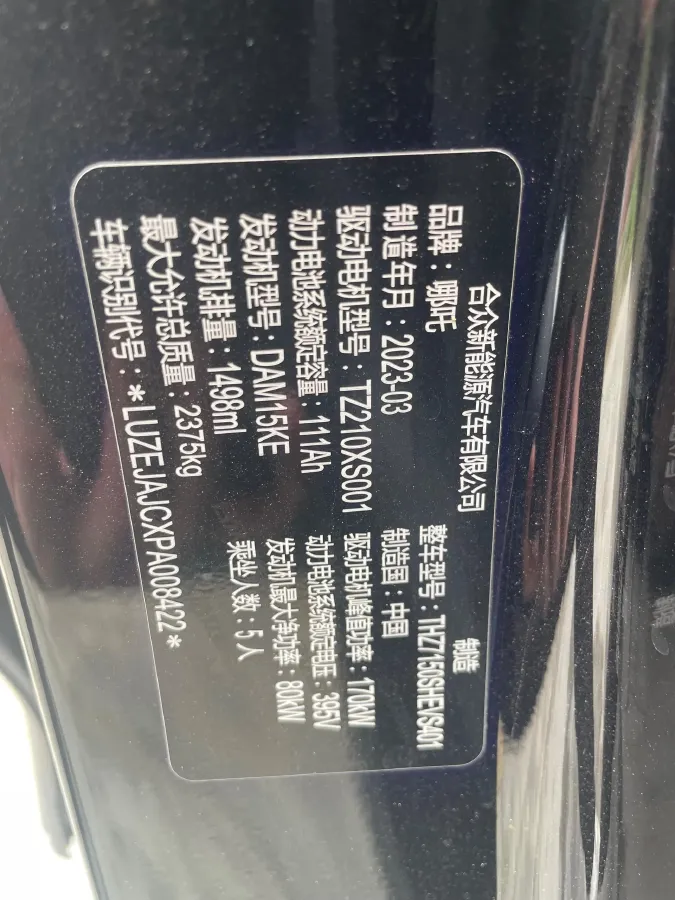 合众新能源汽车有限公司 制造
品牌：哪吒 整车型号：THZ7150SHEVS401
制造年月：2023-03 制造国：中国
驱动电机型号：TZ210XS001 驱动电机峰值功率：170kW
动力电池系统额定容量：111Ah 动力电池系统额定电压：395V
发动机型号：DAM15KE 发动机最大净功率：80kW
发动机排量：1498ml 乘坐人数：5人
最大允许总质量：2375kg
车辆识别代号：*LUZEJAJCXPA008422*